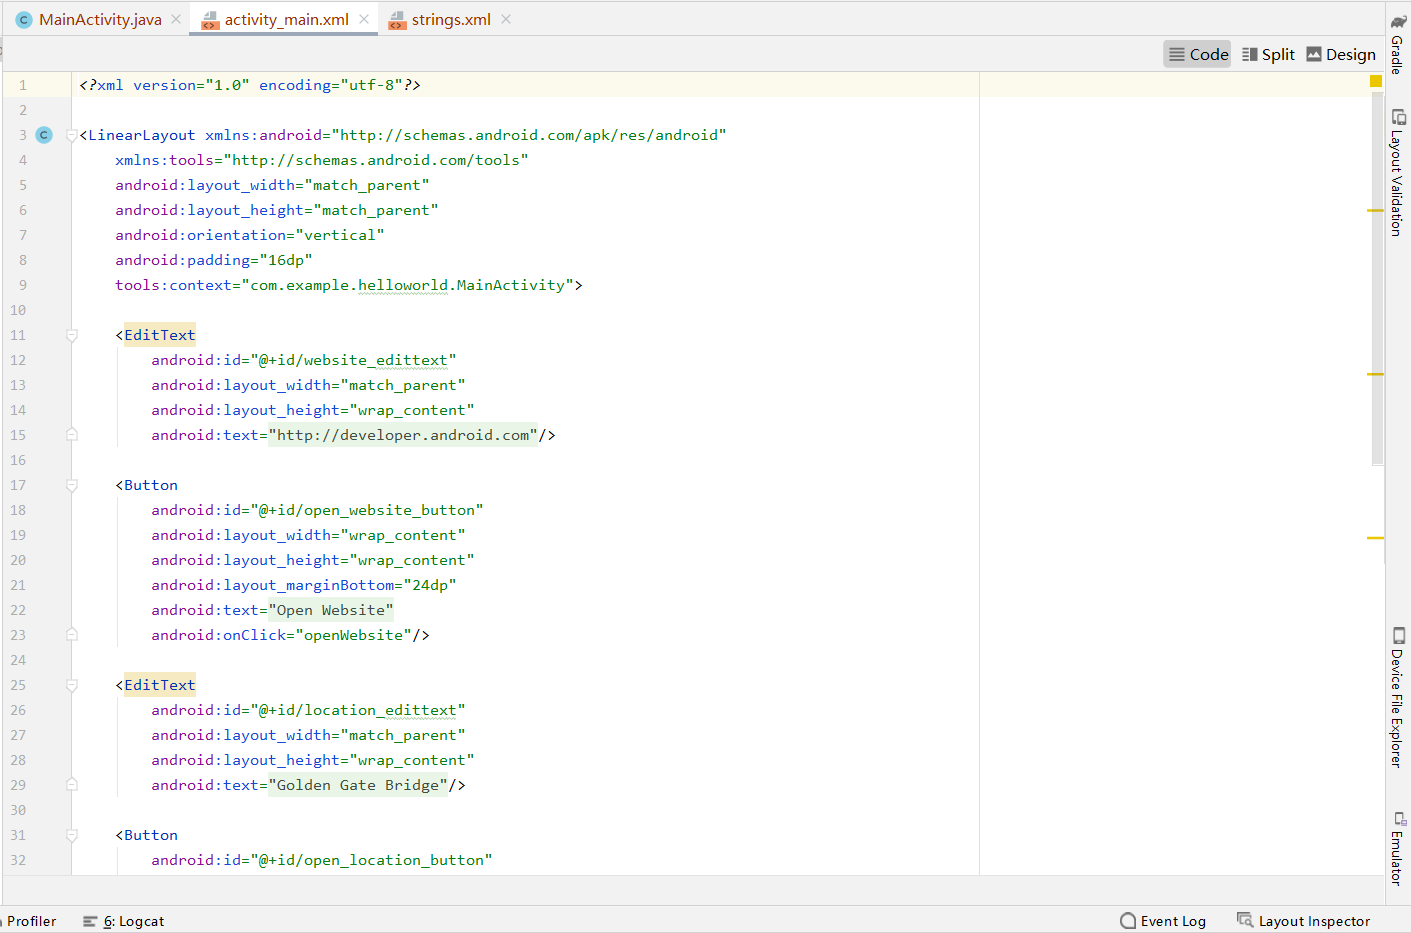 MainActivity.java
activity_main.xml
strings.xml
Code
Split
Design
1 <?xml version="1.0" encoding="utf-8"?>
2
3 <LinearLayout xmlns:android="http://schemas.android.com/apk/res/android"
4 xmlns:tools="http://schemas.android.com/tools"
5 android:layout_width="match_parent"
6 android:layout_height="match_parent"
7 android:orientation="vertical"
8 android:padding="16dp"
9 tools:context="com.example.helloworld.MainActivity">
10
11 <EditText
12 android:id="@+id/website_edittext"
13 android:layout_width="match_parent"
14 android:layout_height="wrap_content"
15 android:text="http://developer.android.com"/>
16
17 <Button
18 android:id="@+id/open_website_button"
19 android:layout_width="wrap_content"
20 android:layout_height="wrap_content"
21 android:layout_marginBottom="24dp"
22 android:text="Open Website"
23 android:onClick="openWebsite"/>
24
25 <EditText
26 android:id="@+id/location_edittext"
27 android:layout_width="match_parent"
28 android:layout_height="wrap_content"
29 android:text="Golden Gate Bridge"/>
30
31 <Button
32 android:id="@+id/open_location_button"
Gradle
Layout Validation
Device File Explorer
Emulator
Profiler
6: Logcat
Event Log
Layout Inspector